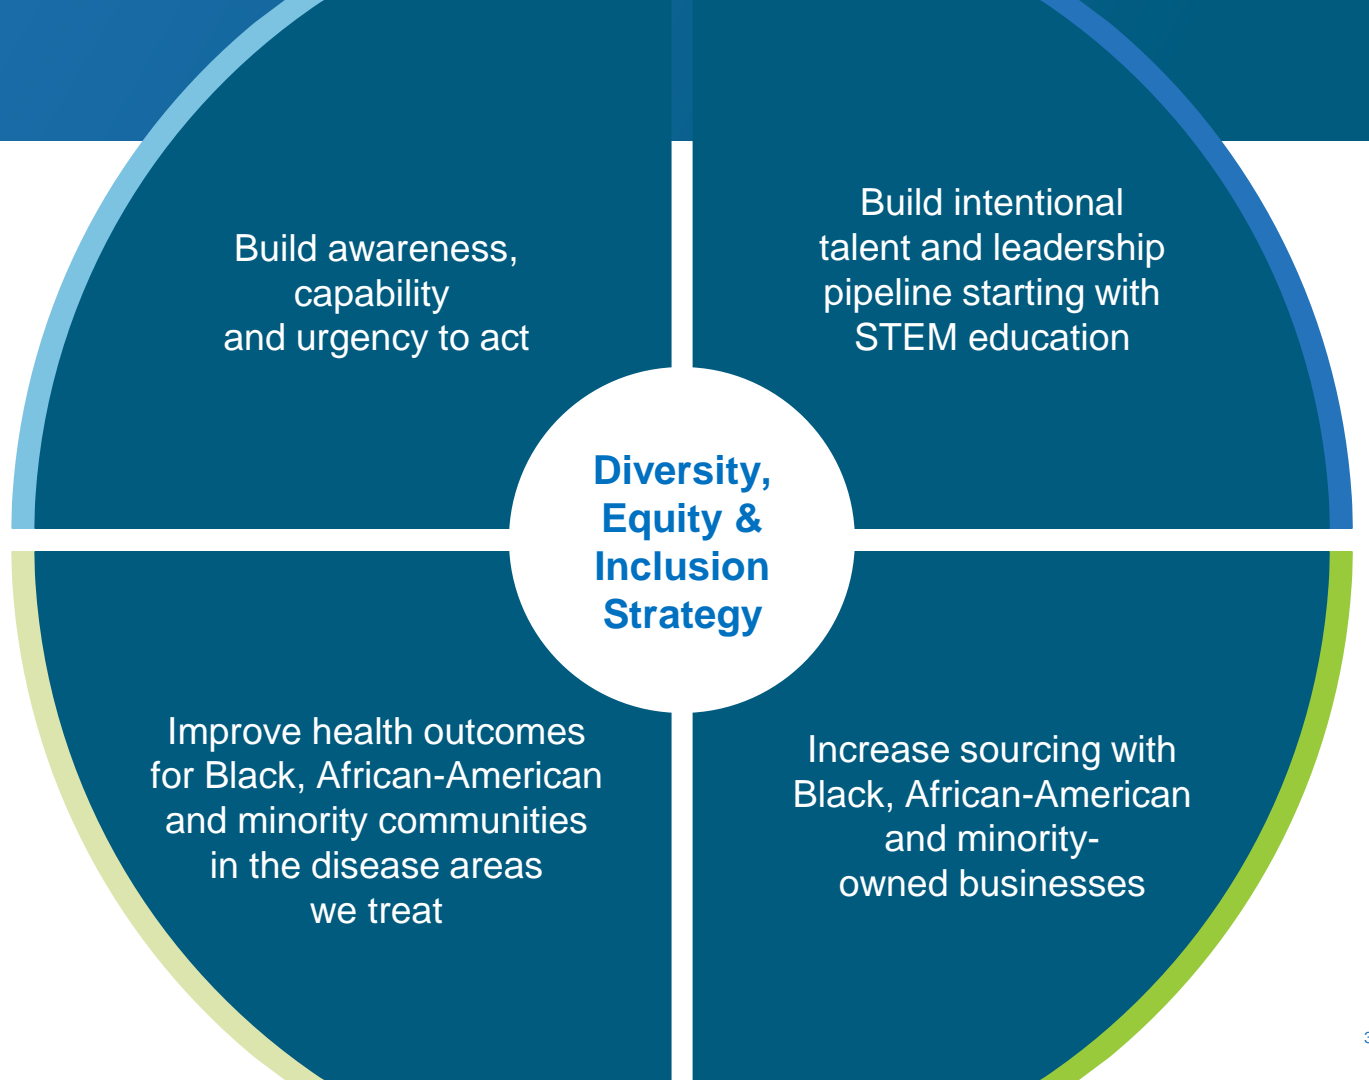 Build awareness,
capability
and urgency to act
Build intentional
talent and leadership
pipeline starting with
STEM education
Diversity,
Equity &
Inclusion
Strategy
Improve health outcomes
for Black, African-American
and minority communities
in the disease areas
we treat
Increase sourcing with
Black, African-American
and minority-
owned businesses
3